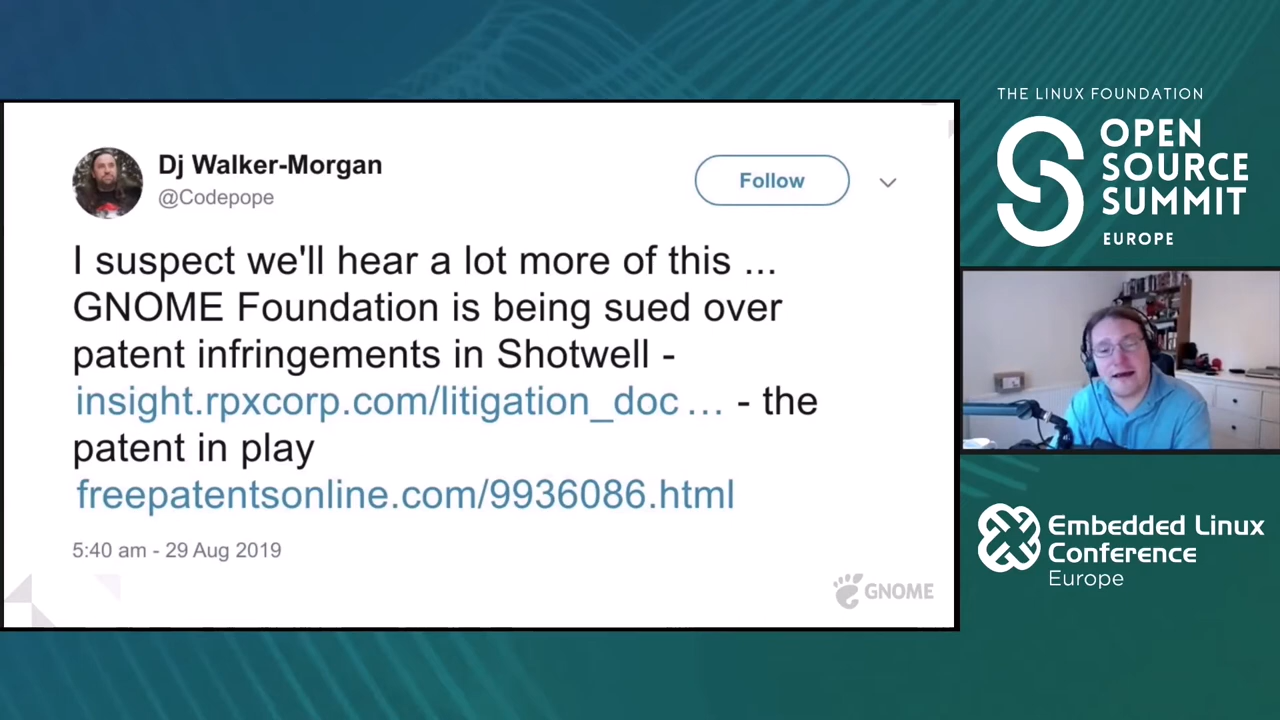 Dj Walker-Morgan
@Codepope
Follow
I suspect we'll hear a lot more of this ...
GNOME Foundation is being sued over
patent infringements in Shotwell -
insight.rpxcorp.com/litigation_doc ... - the
patent in play
freepatentsonline.com/9936086.html
5:40 am - 29 Aug 2019
GNOME
THE LINUX FOUNDATION
OPEN
SOURCE
SUMMIT
EUROPE
Embedded Linux
Conference
Europe